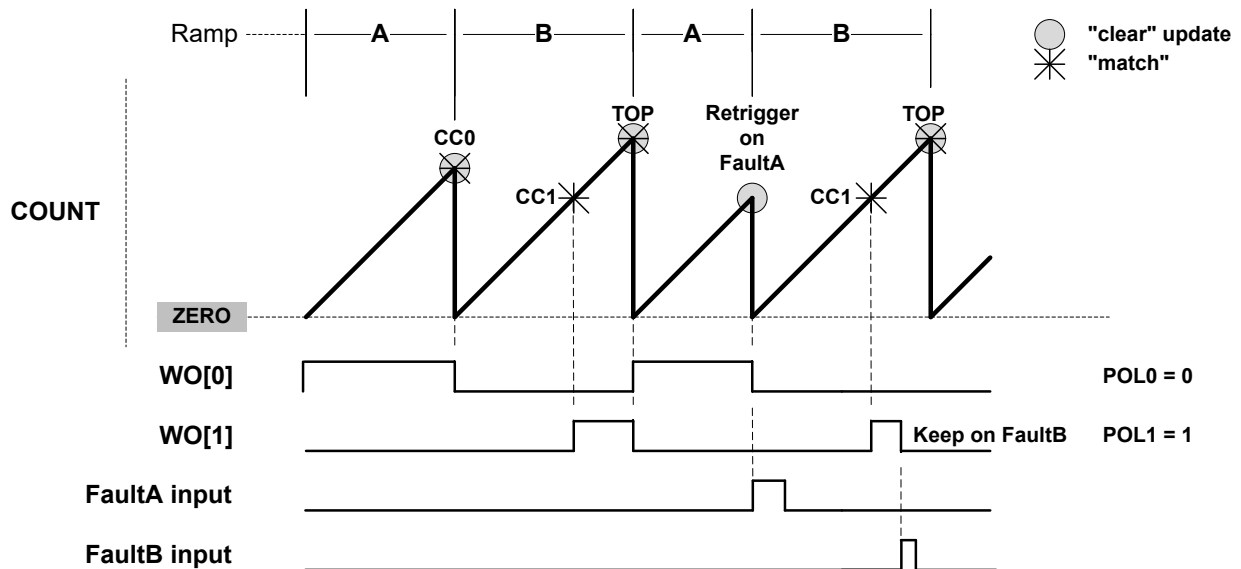 Ramp A B A B
"clear" update
"match"
CC0
TOP
Retrigger
on
FaultA
TOP
CC1
CC1
COUNT
ZERO
WO[0]
POL0 = 0
WO[1]
Keep on FaultB
POL1 = 1
FaultA input
FaultB input